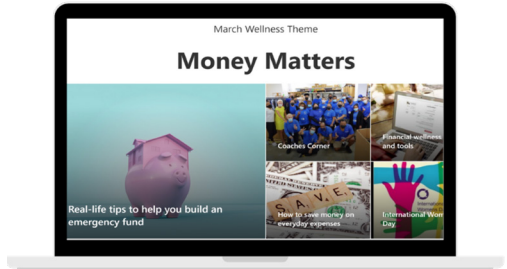 March Wellness Theme
Money Matters
Real-life tips to help you build an
emergency fund
Coaches Corner
Financial wellness
and tools
S A V E
How to save money on
everyday expenses
International Wom
Day